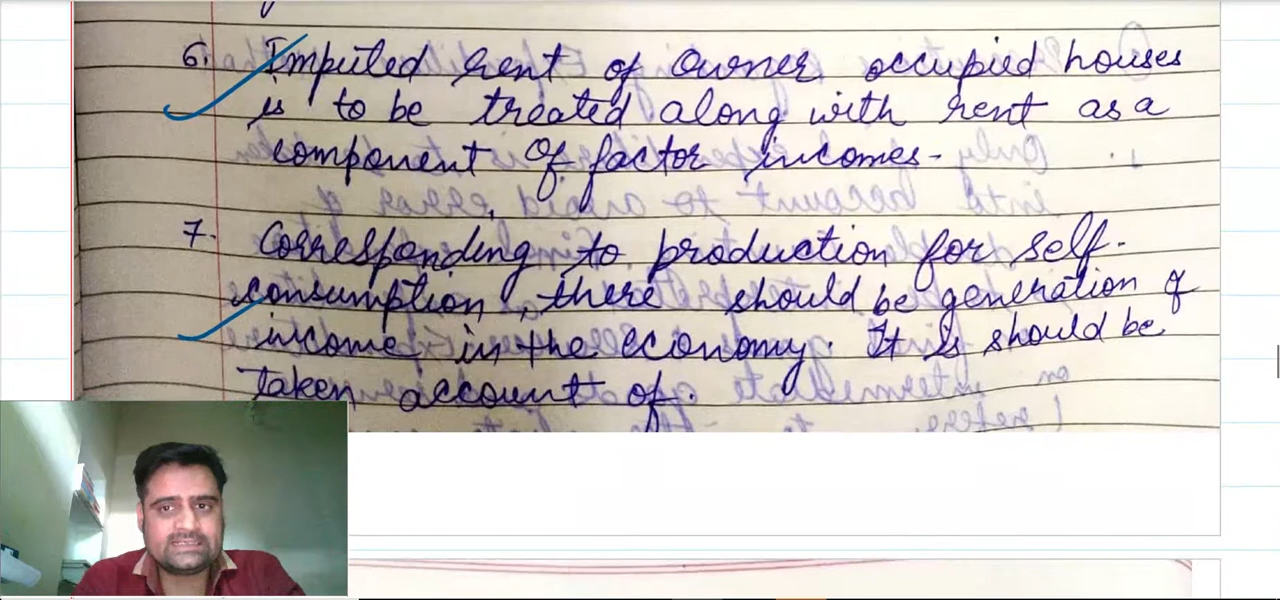 6. Imputed rent of owner occupied houses
is to be treated along with rent as a
component of factor incomes-
7. Corresponding to production for self-
consumption, there should be generation of
income in the economy. It is should be
taken account of.